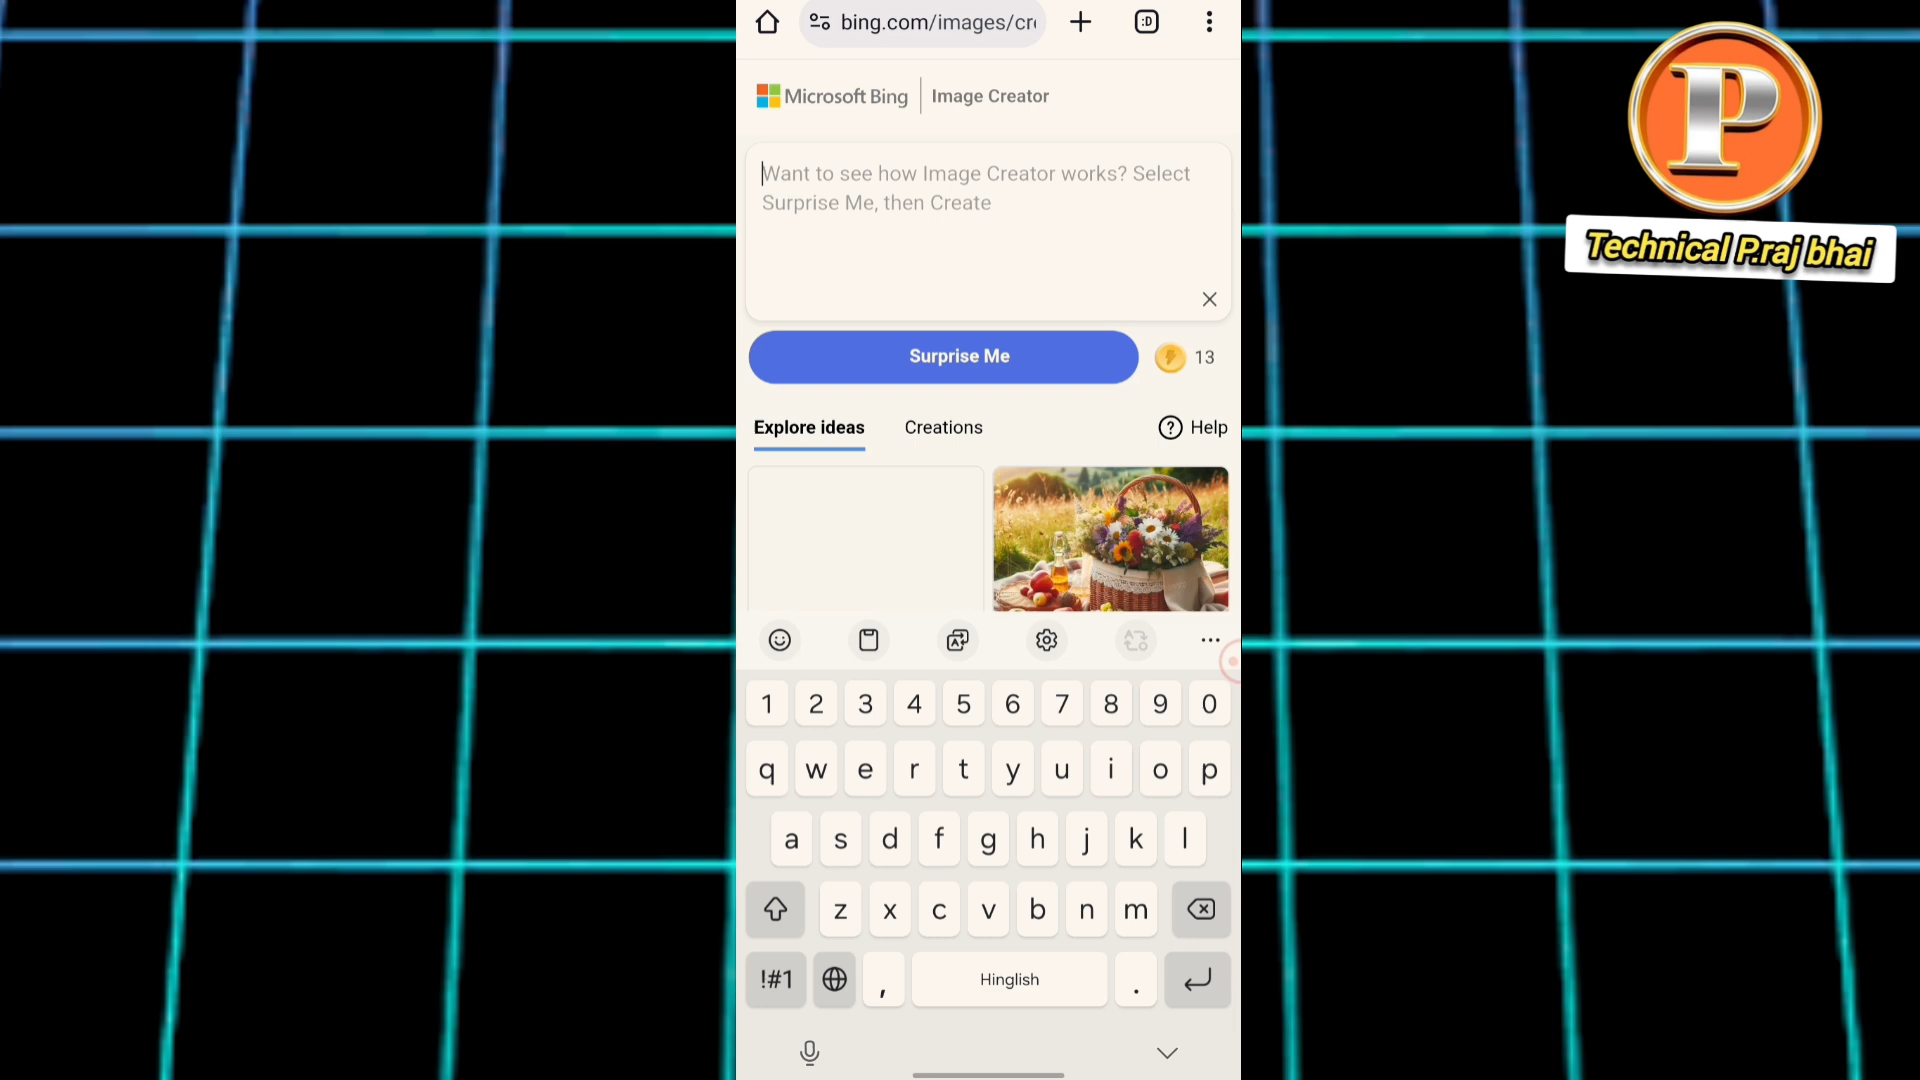 :D
bing.com/images/cr
Microsoft Bing
Image Creator
Want to see how Image Creator works? Select
Surprise Me, then Create
Surprise Me
13
Explore ideas
Creations
? Help
1 2 3 4 5 6 7 8 9 0
q w e r t y u i o p
a s d f g h j k l
z x c v b n m
!#1
,
Hinglish
.
P
Technical P.raj bhai